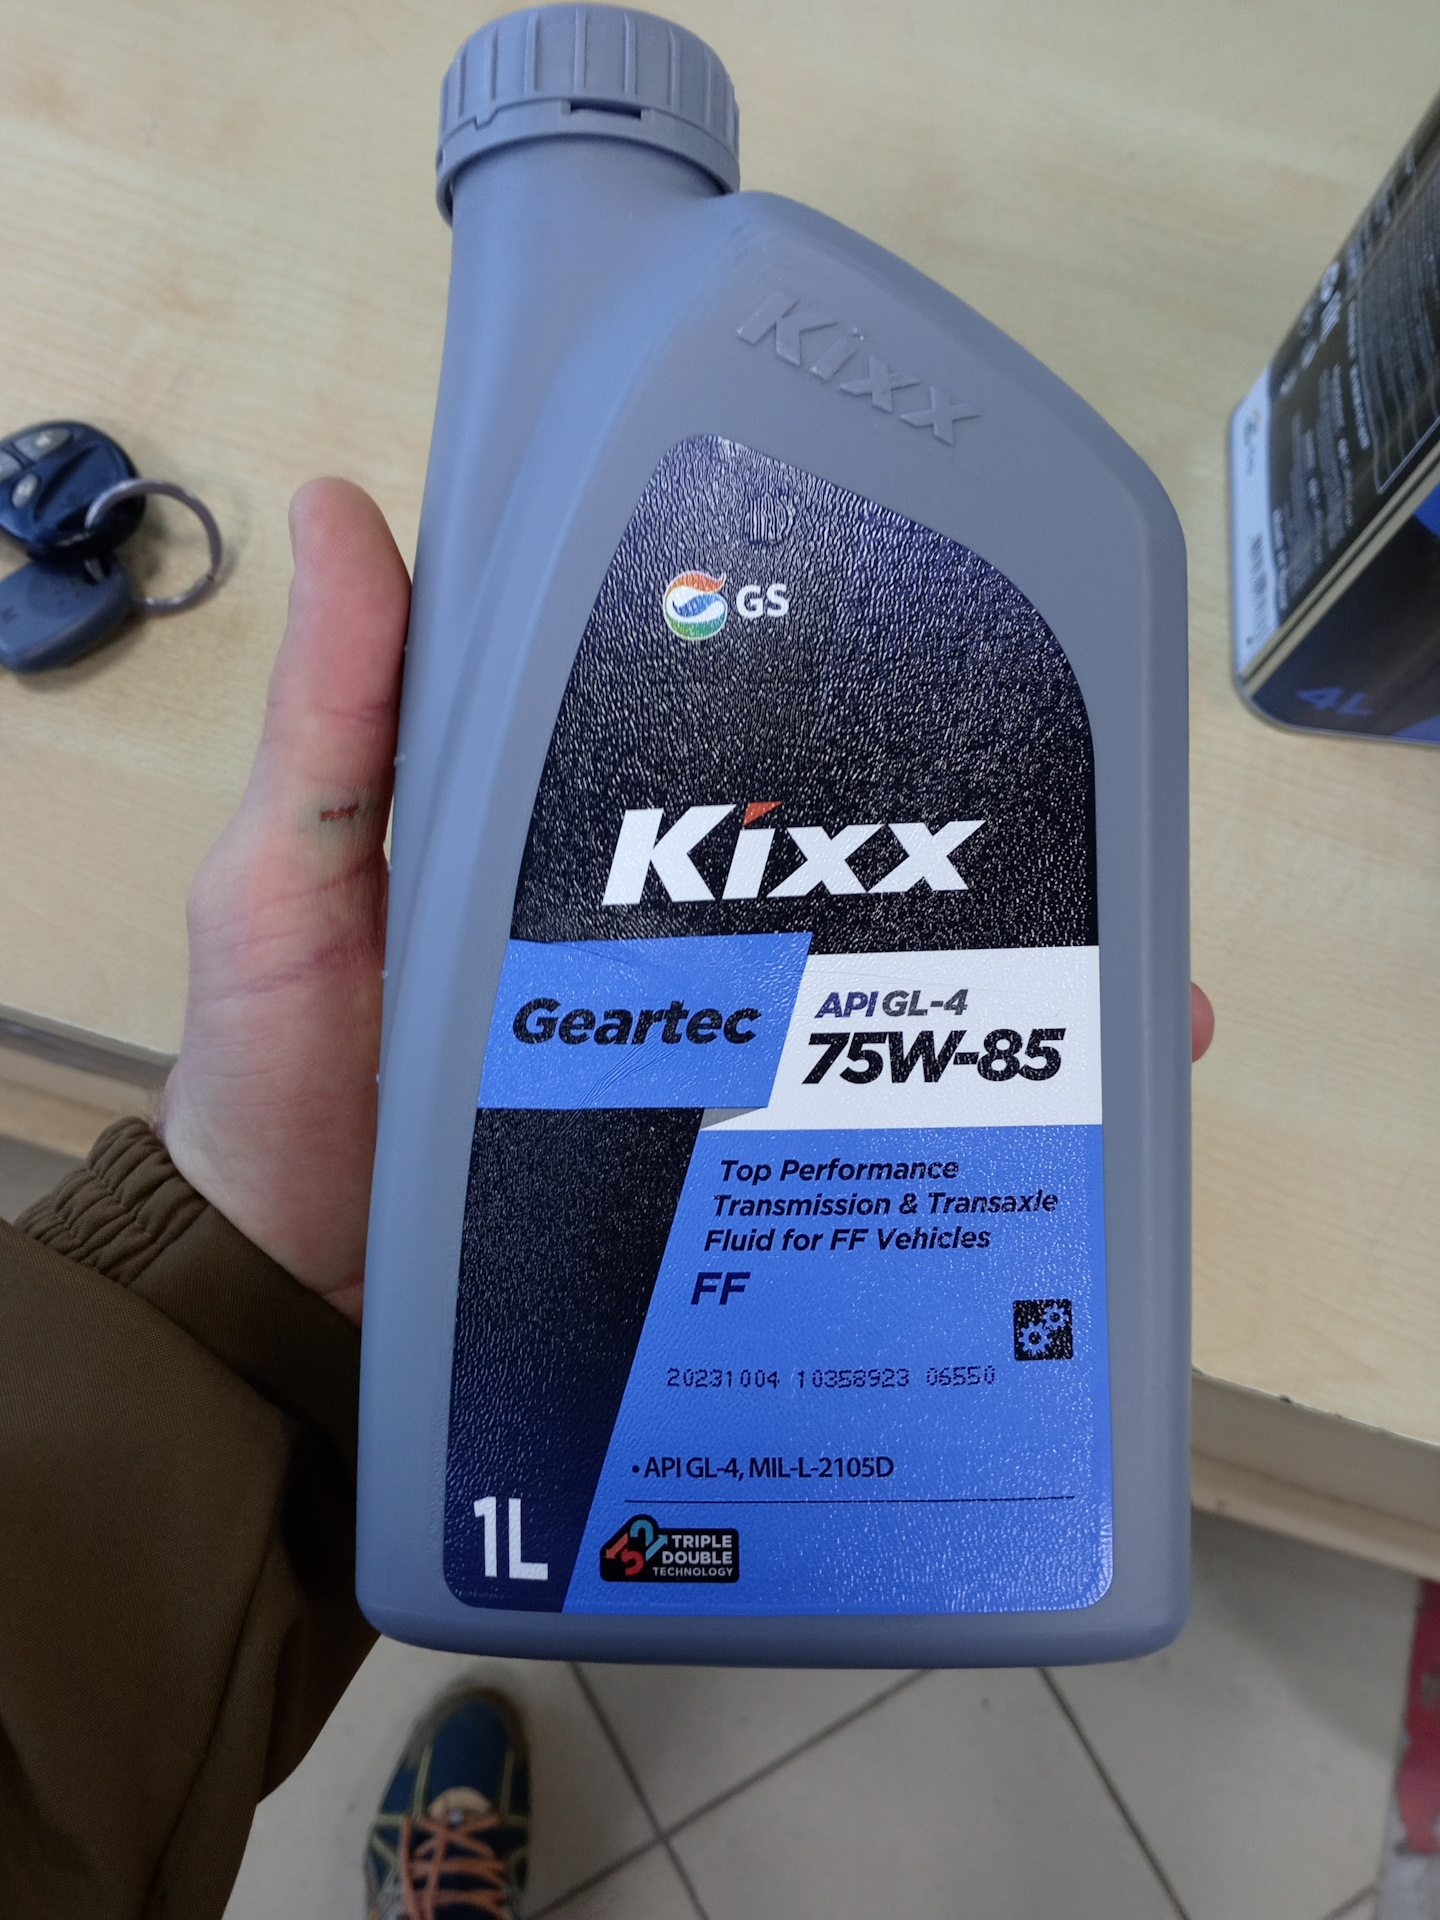 Kixx
GS
Kixx
Geartec
API GL-4
75W-85
Top Performance
Transmission & Transaxle
Fluid for FF Vehicles
FF
20231004 10358923 06550
• API GL-4, MIL-L-2105D
1L
TRIPLE
DOUBLE
TECHNOLOGY
4L